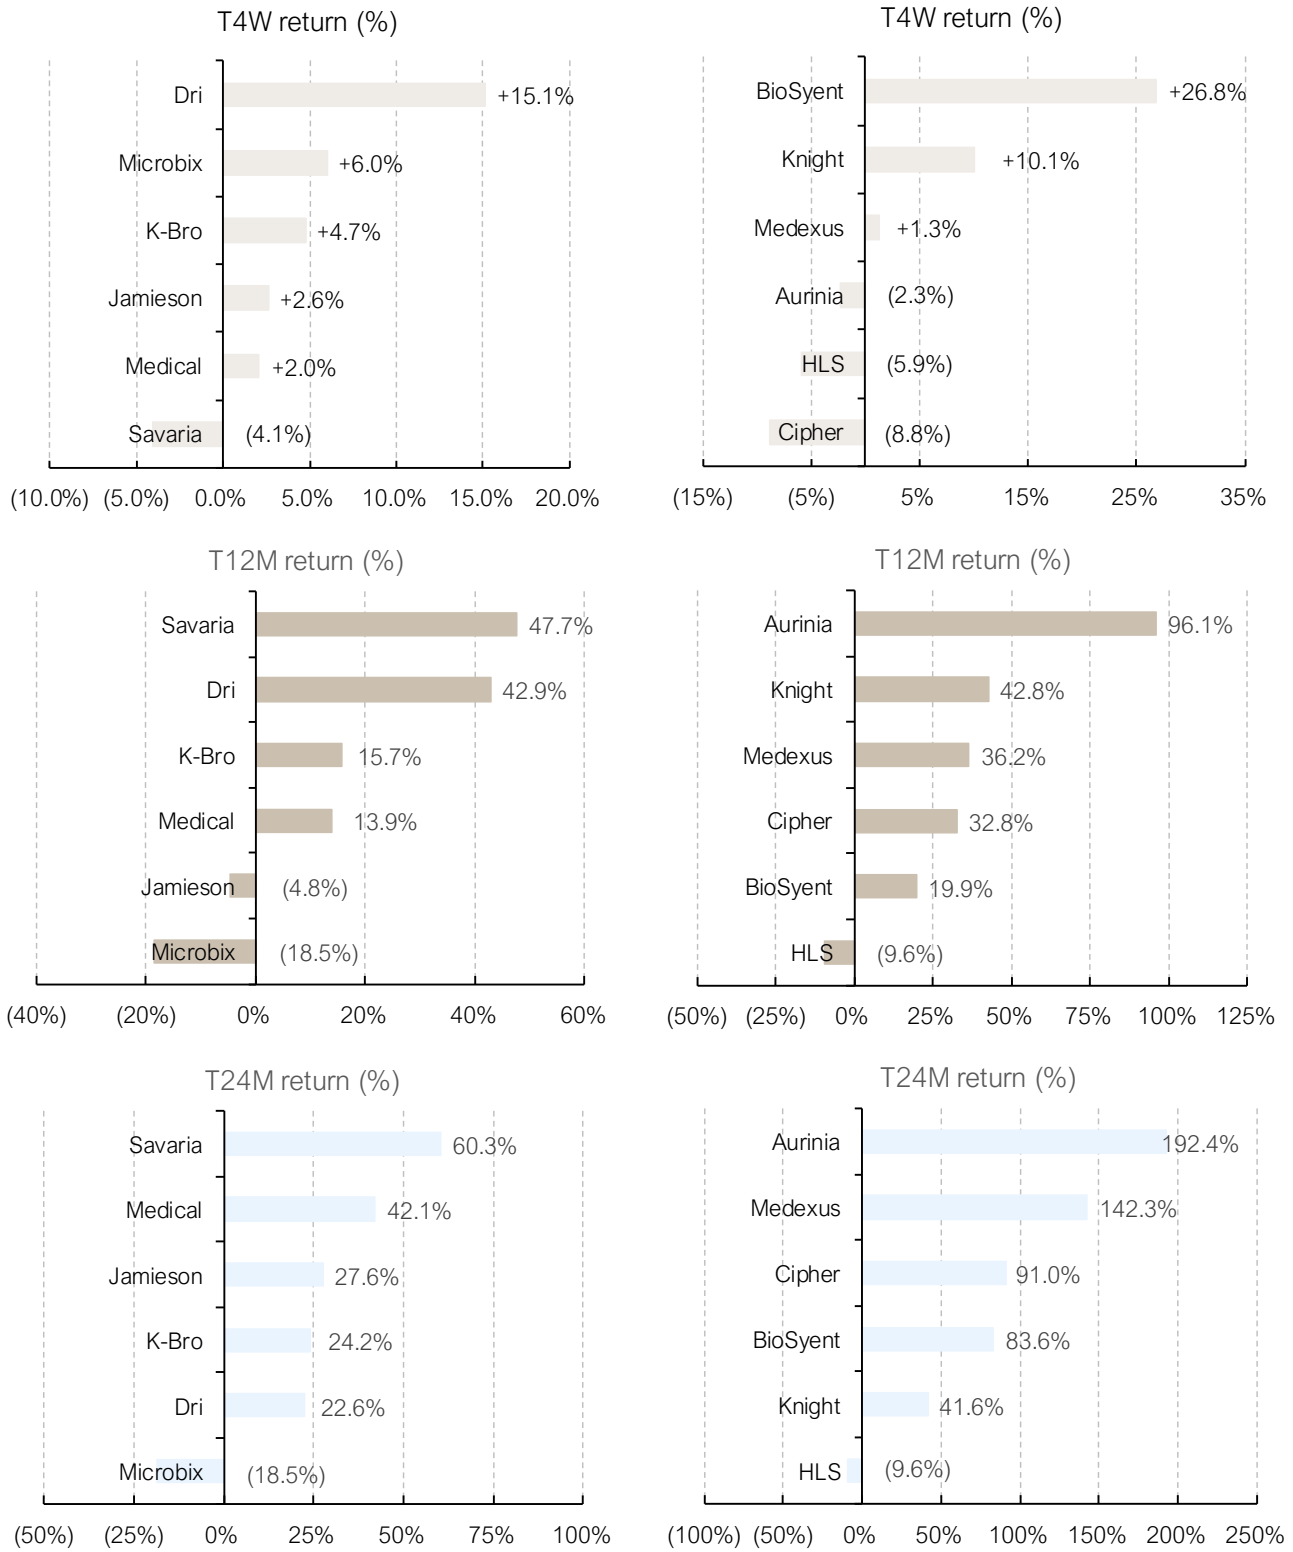 T4W return (%)
Dri +15.1%
Microbix +6.0%
K-Bro +4.7%
Jamieson +2.6%
Medical +2.0%
Savaria (4.1%)
(10.0%) (5.0%) 0.0% 5.0% 10.0% 15.0% 20.0%
T4W return (%)
BioSyent +26.8%
Knight +10.1%
Medexus +1.3%
Aurinia (2.3%)
HLS (5.9%)
Cipher (8.8%)
(15%) (5%) 5% 15% 25% 35%
T12M return (%)
Savaria 47.7%
Dri 42.9%
K-Bro 15.7%
Medical 13.9%
Jamieson (4.8%)
Microbix (18.5%)
(40%) (20%) 0% 20% 40% 60%
T12M return (%)
Aurinia 96.1%
Knight 42.8%
Medexus 36.2%
Cipher 32.8%
BioSyent 19.9%
HLS (9.6%)
(50%) (25%) 0% 25% 50% 75% 100% 125%
T24M return (%)
Savaria 60.3%
Medical 42.1%
Jamieson 27.6%
K-Bro 24.2%
Dri 22.6%
Microbix (18.5%)
(50%) (25%) 0% 25% 50% 75% 100%
T24M return (%)
Aurinia 192.4%
Medexus 142.3%
Cipher 91.0%
BioSyent 83.6%
Knight 41.6%
HLS (9.6%)
(100%) (50%) 0% 50% 100% 150% 200% 250%